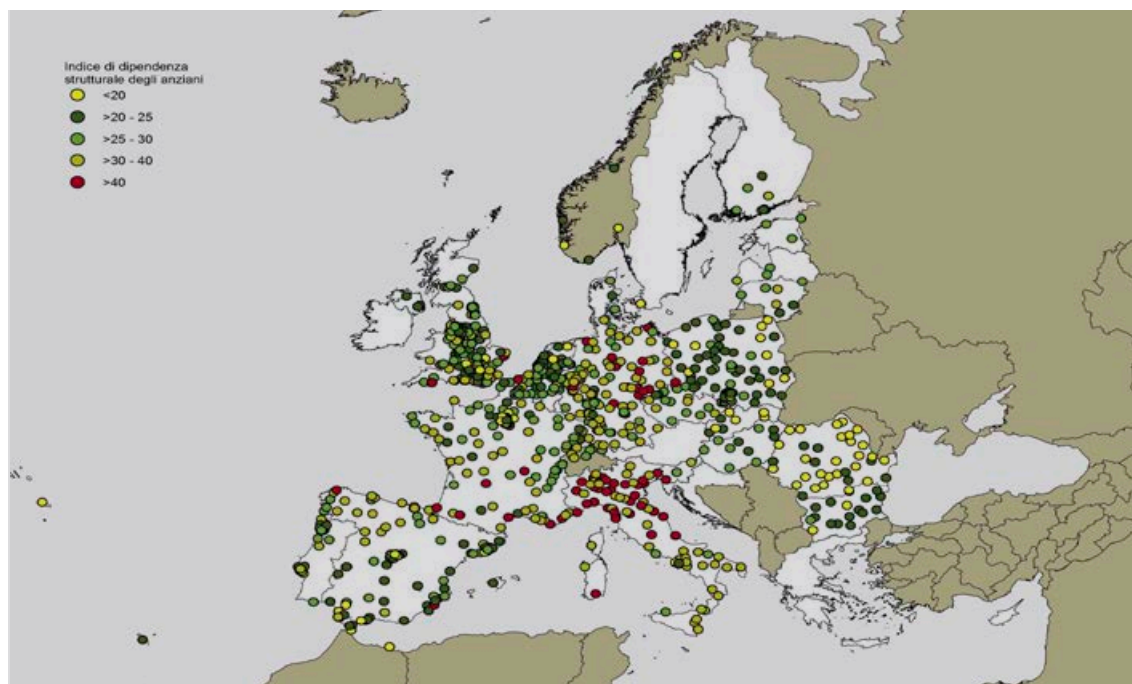 Indice di dipendenza
strutturale degli anziani
<20
>20 - 25
>25 - 30
>30 - 40
>40